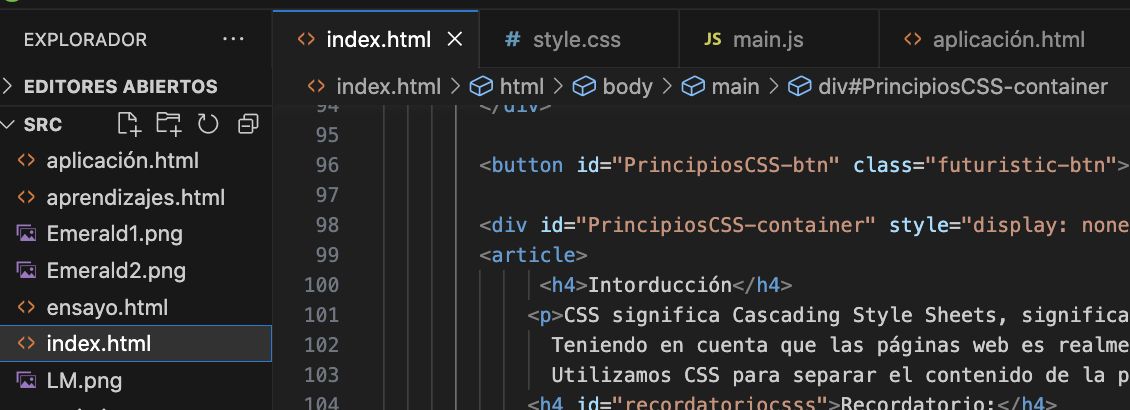 EXPLORADOR ...
index.html
# style.css
JS main.js
aplicación.html
EDITORES ABIERTOS
index.html > html > body > main > div#PrincipiosCSS-container
SRC
aplicación.html
aprendizajes.html
Emerald1.png
Emerald2.png
ensayo.html
index.html
LM.png
94 </div>
95
96 <button id="PrincipiosCSS-btn" class="futuristic-btn">
97
98 <div id="PrincipiosCSS-container" style="display: none
99 <article>
100 <h4>Intorducción</h4>
101 <p>CSS significa Cascading Style Sheets, significa
102 Teniendo en cuenta que las páginas web es realme
103 Utilizamos CSS para separar el contenido de la p
104 <h4 id="recordatoriocsss">Recordatorio:</h4>